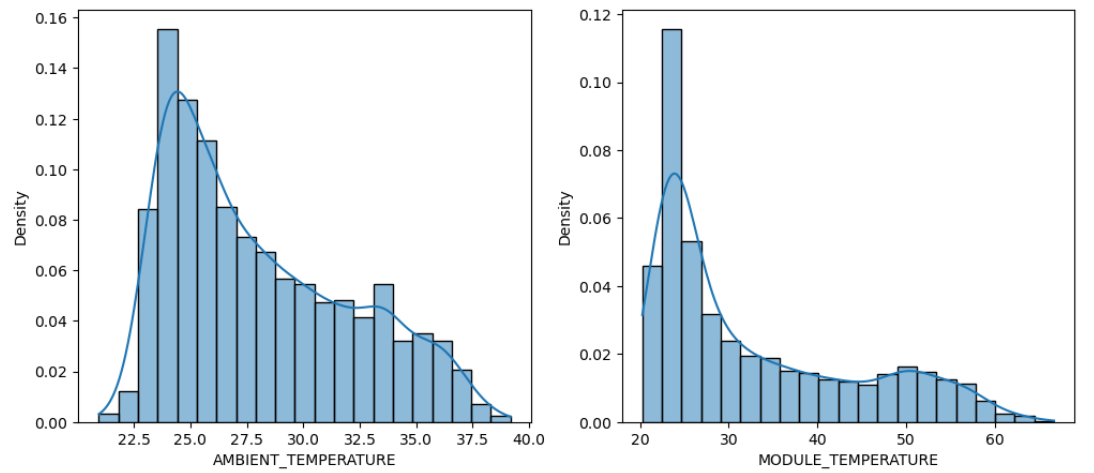 0.16
0.14
0.12
0.10
0.08
0.06
0.04
0.02
0.00
Density
22.5 25.0 27.5 30.0 32.5 35.0 37.5 40.0
AMBIENT_TEMPERATURE
0.12
0.10
0.08
0.06
0.04
0.02
0.00
Density
20 30 40 50 60
MODULE_TEMPERATURE